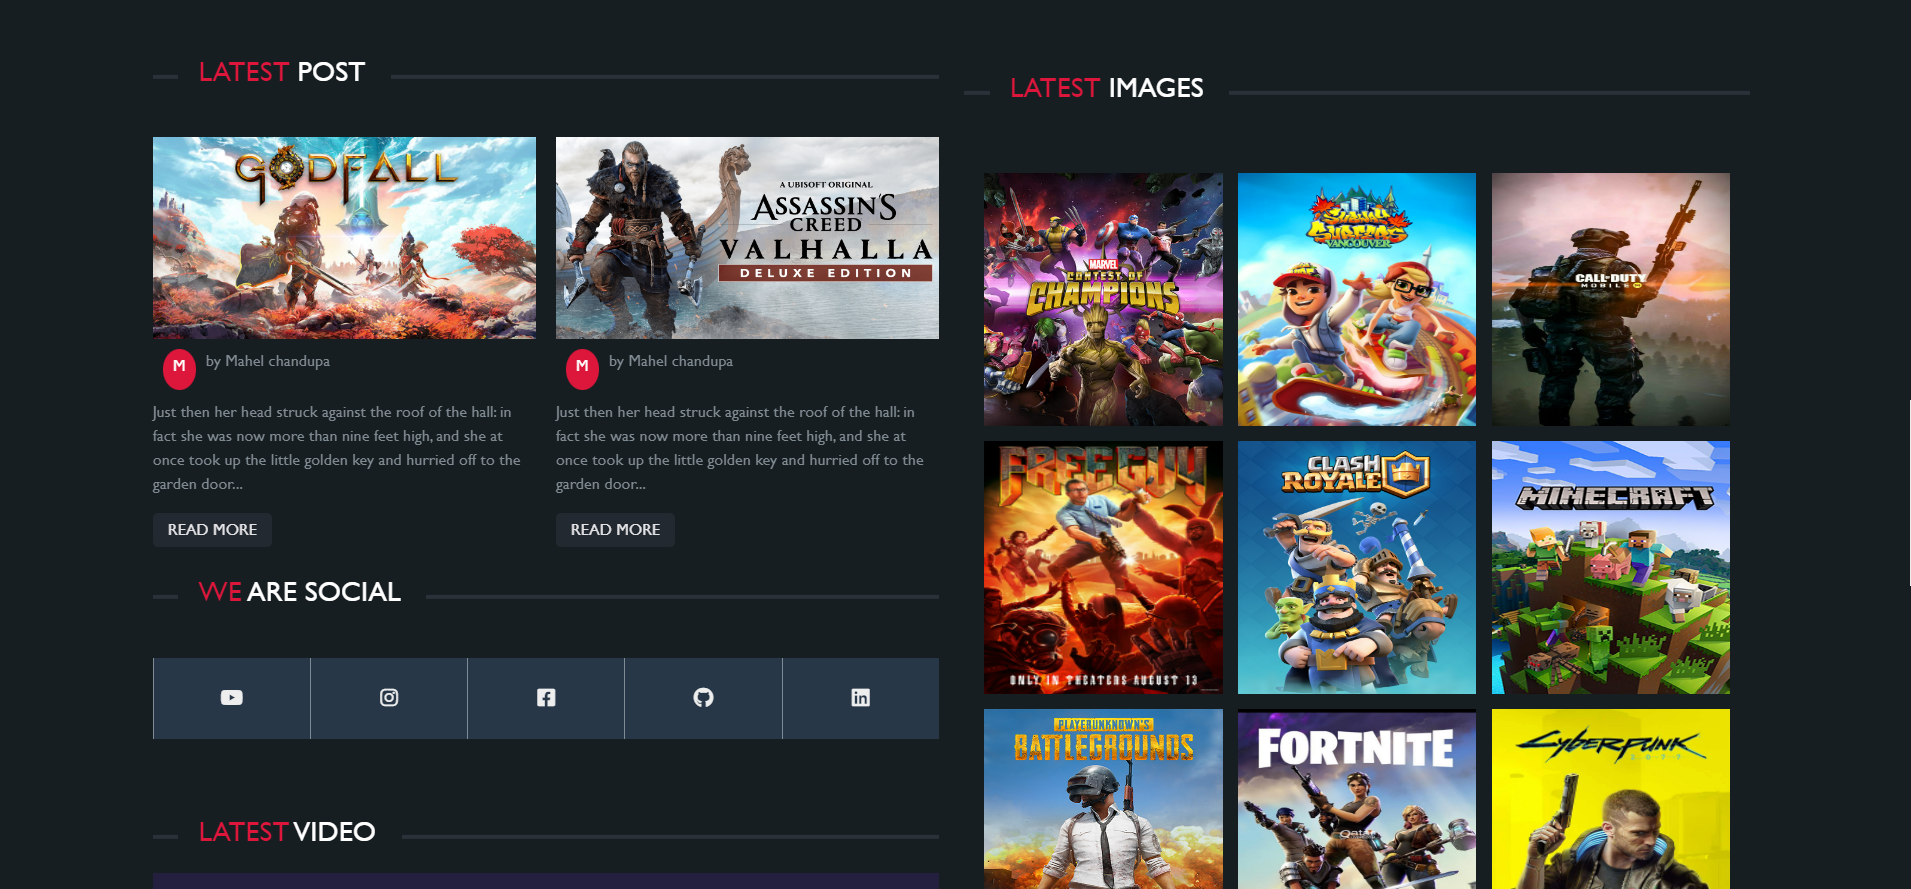 LATEST POST
GODFALL
A UBISOFT ORIGINAL
ASSASSIN'S
CREED
VALHALLA
DELUXE EDITION
M
by Mahel chandupa
M
by Mahel chandupa
Just then her head struck against the roof of the hall: in
fact she was now more than nine feet high, and she at
once took up the little golden key and hurried off to the
garden door...
READ MORE
Just then her head struck against the roof of the hall: in
fact she was now more than nine feet high, and she at
once took up the little golden key and hurried off to the
garden door...
READ MORE
WE ARE SOCIAL
LATEST VIDEO
LATEST IMAGES
MARVEL
CONTEST OF
CHAMPIONS
SUBWAY
SURFERS
VANCOUVER
CALL OF DUTY
MOBILE
FREE GUY
ONLY IN THEATERS AUGUST 13
CLASH
ROYALE
MINECRAFT
PLAYERUNKNOWN'S
BATTLEGROUNDS
FORTNITE
CYBERPUNK
2077